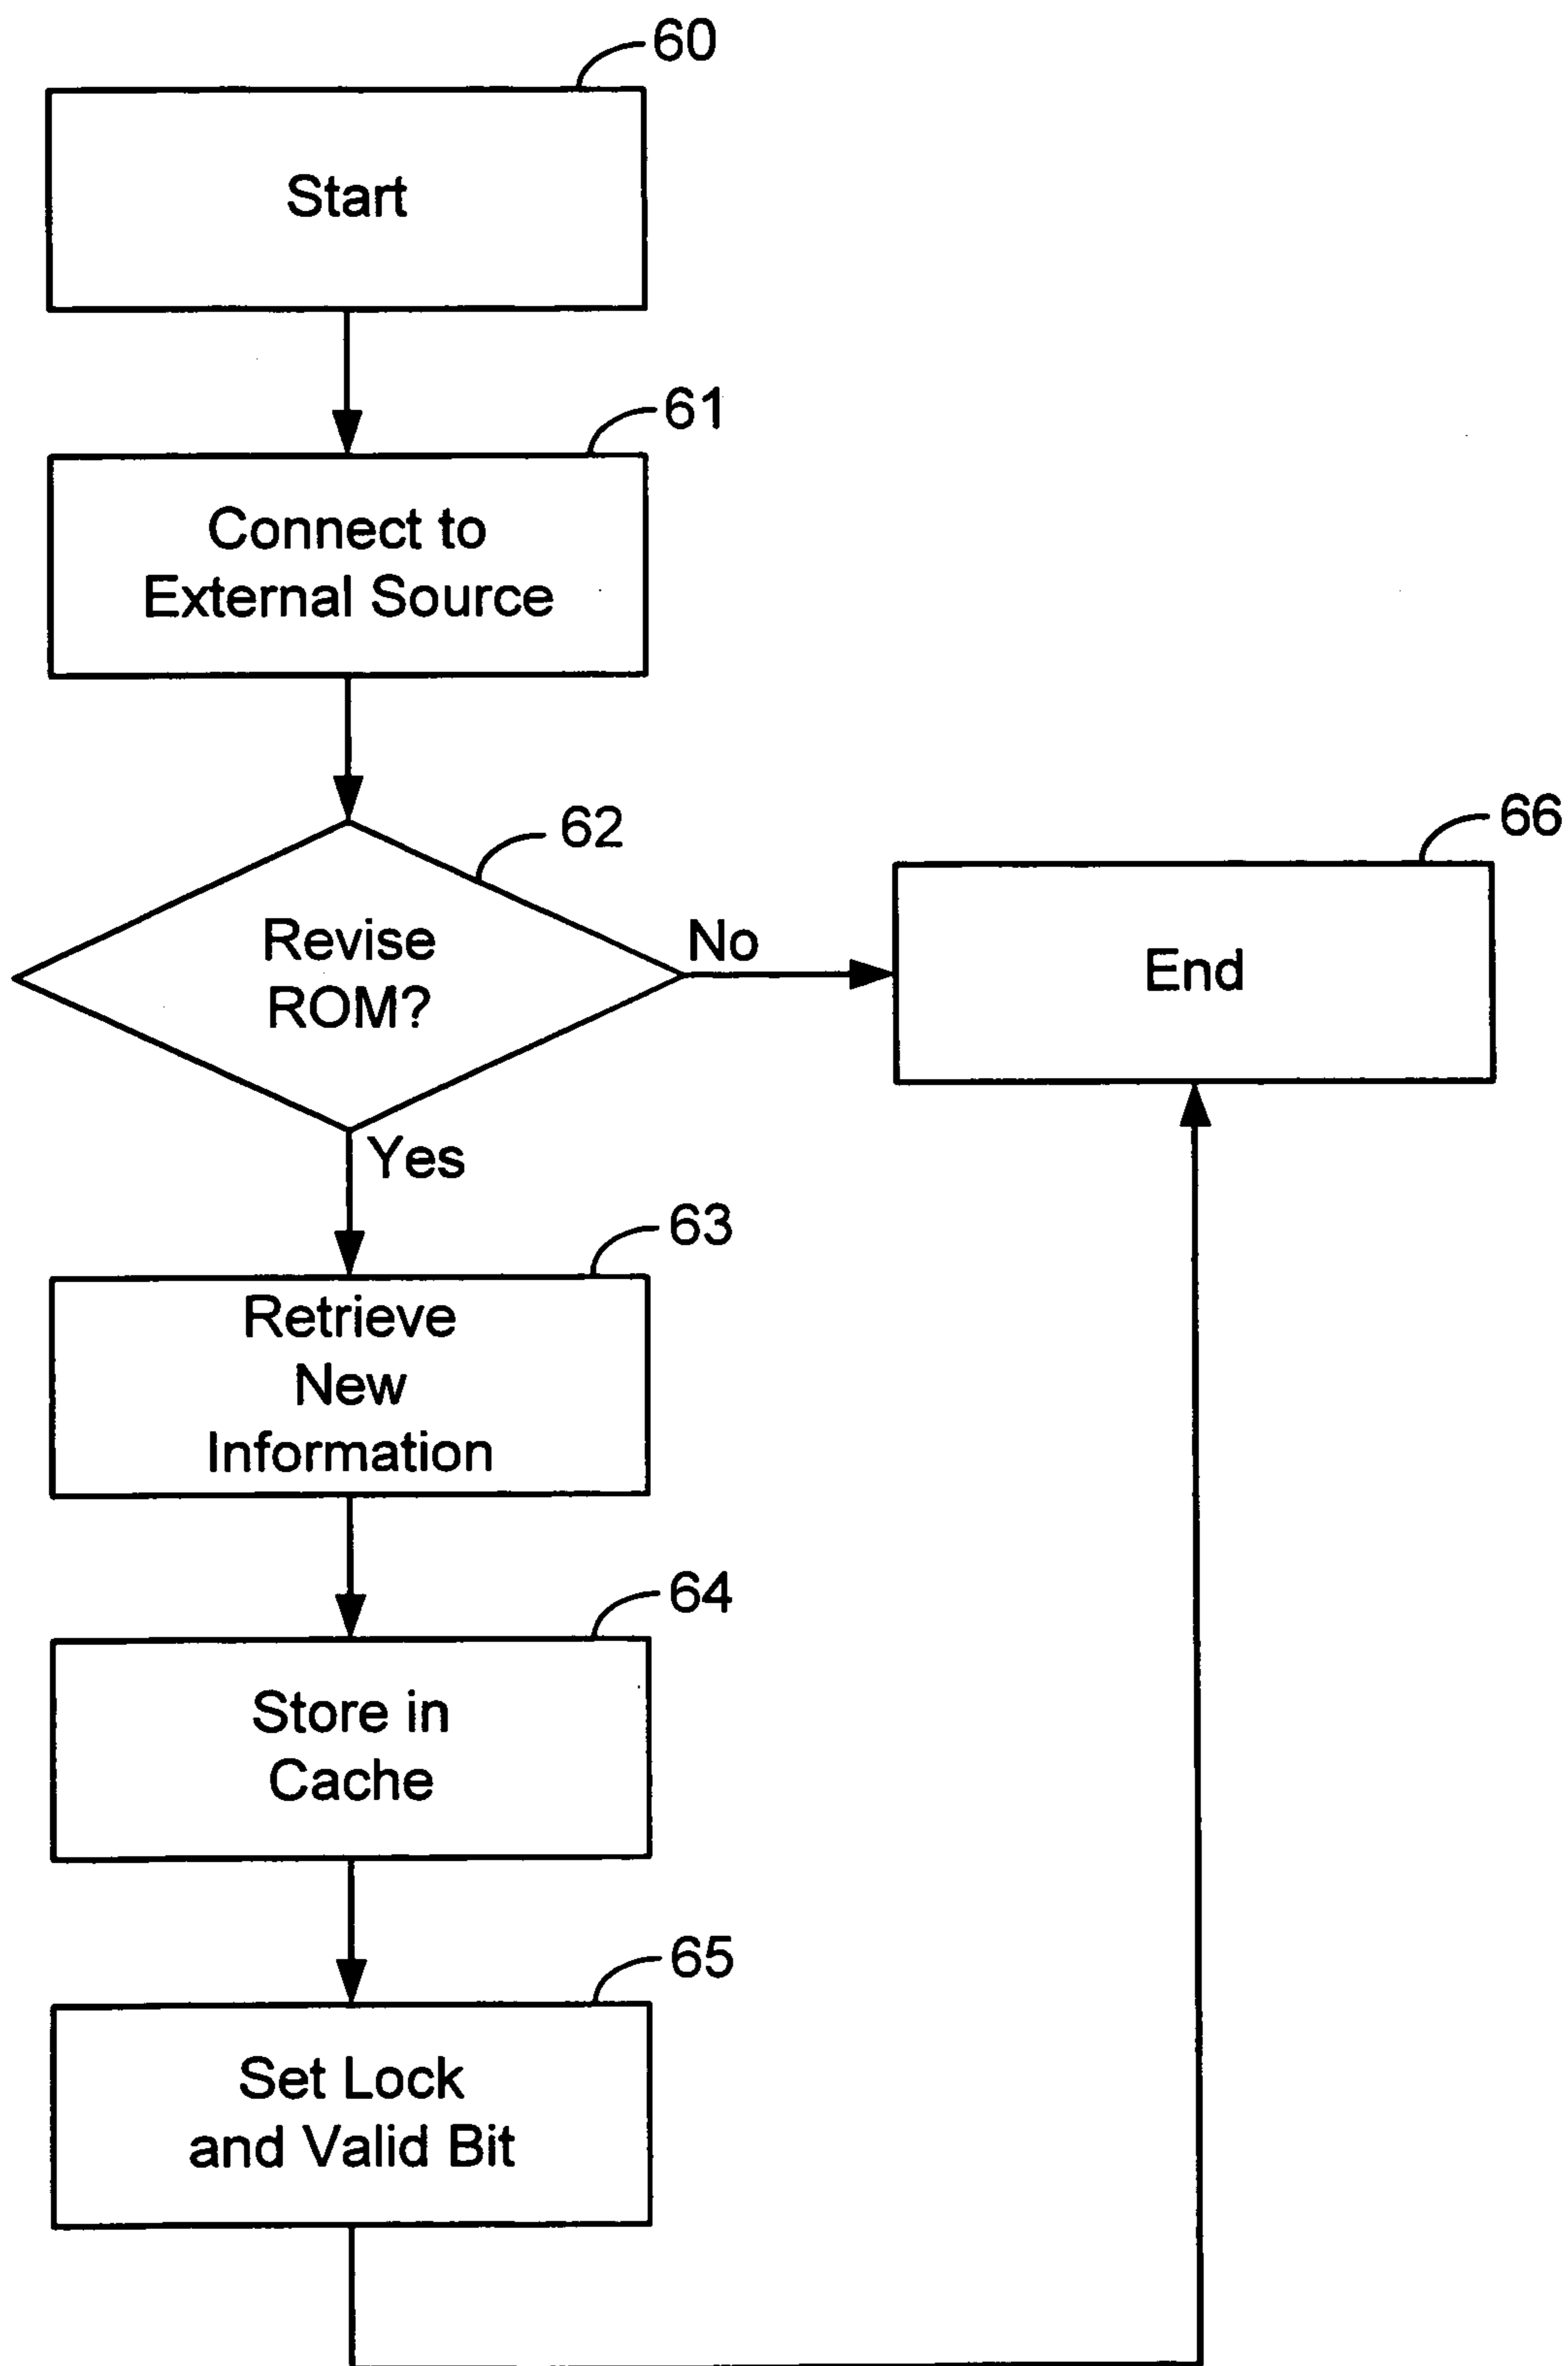 60
Start
61
Connect to
External Source
62
Revise
ROM?
No
66
End
Yes
63
Retrieve
New
Information
64
Store in
Cache
65
Set Lock
and Valid Bit